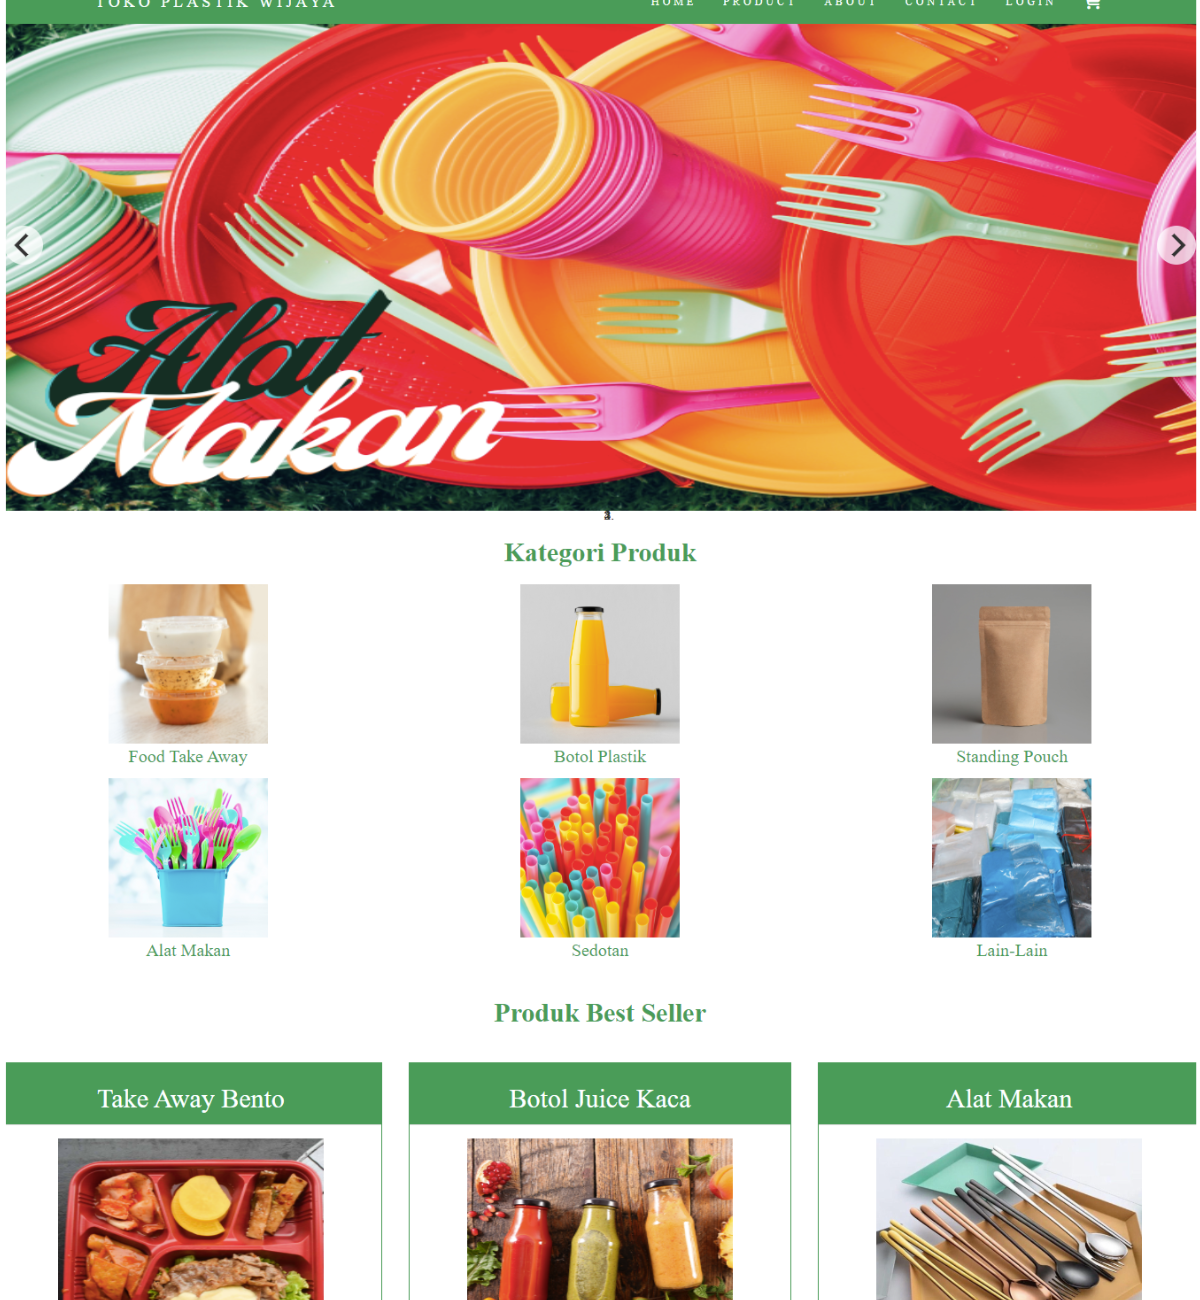 TOKO PLASTIK WIJAYA
HOME PRODUCT ABOUT CONTACT LOGIN
Alat
Makan
Kategori Produk
Food Take Away
Botol Plastik
Standing Pouch
Alat Makan
Sedotan
Lain-Lain
Produk Best Seller
Take Away Bento
Botol Juice Kaca
Alat Makan